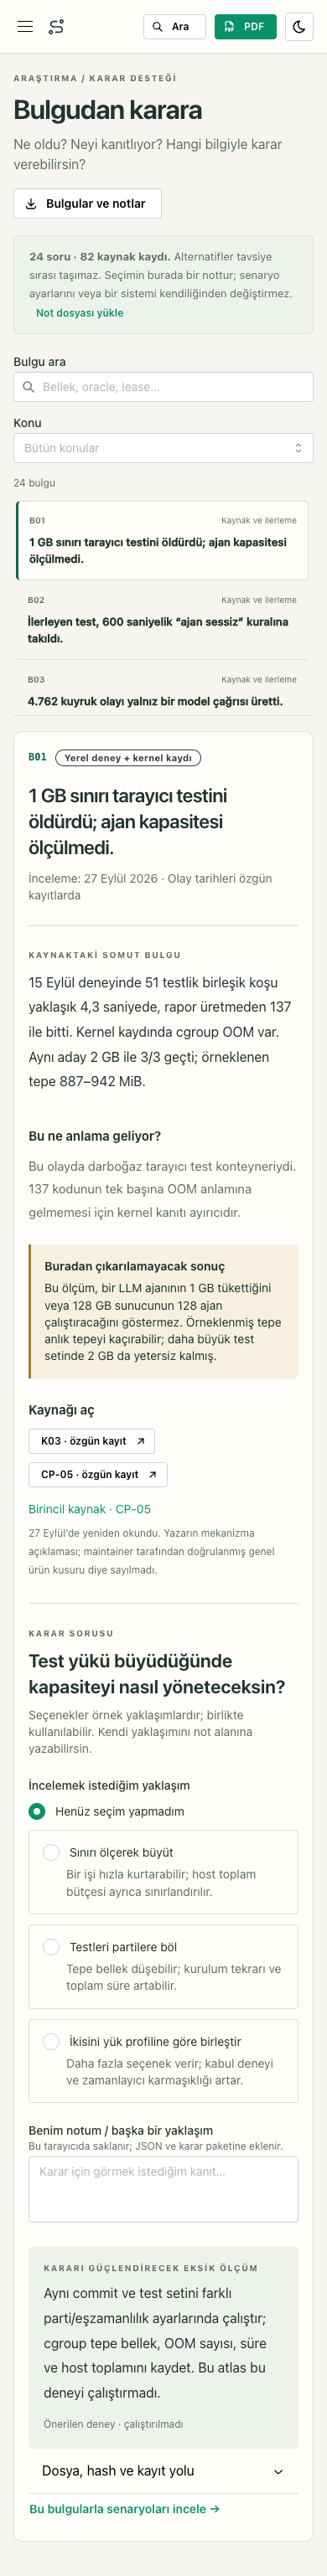 Ara
PDF
ARAŞTIRMA / KARAR DESTEĞİ
Bulgudan karara
Ne oldu? Neyi kanıtlıyor? Hangi bilgiyle karar
verebilirsin?
Bulgular ve notlar
24 soru · 82 kaynak kaydı. Alternatifler tavsiye
sırası taşımaz. Seçimin burada bir nottur; senaryo
ayarlarını veya bir sistemi kendiliğinden değiştirmez.
Not dosyası yükle
Bulgu ara
Bellek, oracle, lease…
Konu
Bütün konular
24 bulgu
B01 Kaynak ve ilerleme
1 GB sınırı tarayıcı testini öldürdü; ajan kapasitesi
ölçülmedi.
B02 Kaynak ve ilerleme
İlerleyen test, 600 saniyelik “ajan sessiz” kuralına
takıldı.
B03 Kaynak ve ilerleme
4.762 kuyruk olayı yalnız bir model çağrısı üretti.
B01 Yerel deney + kernel kaydı
1 GB sınırı tarayıcı testini
öldürdü; ajan kapasitesi
ölçülmedi.
İnceleme: 27 Eylül 2026 · Olay tarihleri özgün
kayıtlarda
KAYNAKTAKİ SOMUT BULGU
15 Eylül deneyinde 51 testlik birleşik koşu
yaklaşık 4,3 saniyede, rapor üretmeden 137
ile bitti. Kernel kaydında cgroup OOM var.
Aynı aday 2 GB ile 3/3 geçti; örneklenen
tepe 887–942 MiB.
Bu ne anlama geliyor?
Bu olayda darboğaz tarayıcı test konteyneriydi.
137 kodunun tek başına OOM anlamına
gelmemesi için kernel kanıtı ayırıcıdır.
Buradan çıkarılamayacak sonuç
Bu ölçüm, bir LLM ajanının 1 GB tükettiğini
veya 128 GB sunucunun 128 ajan
çalıştıracağını göstermez. Örneklenmiş tepe
anlık tepeyi kaçırabilir; daha büyük test
setinde 2 GB da yetersiz kalmış.
Kaynağı aç
K03 · özgün kayıt ↗
CP-05 · özgün kayıt ↗
Birincil kaynak · CP-05
27 Eylül’de yeniden okundu. Yazarın mekanizma
açıklaması; maintainer tarafından doğrulanmış genel
ürün kusuru diye sayılmadı.
KARAR SORUSU
Test yükü büyüdüğünde
kapasiteyi nasıl yöneteceksin?
Seçenekler örnek yaklaşımlardır; birlikte
kullanılabilir. Kendi yaklaşımını not alanına
yazabilirsin.
İncelemek istediğim yaklaşım
Henüz seçim yapmadım
Sınırı ölçerek büyüt
Bir işi hızla kurtarabilir; host toplam
bütçesi ayrıca sınırlandırılır.
Testleri partilere böl
Tepe bellek düşebilir; kurulum tekrarı ve
toplam süre artabilir.
İkisini yük profiline göre birleştir
Daha fazla seçenek verir; kabul deneyi
ve zamanlayıcı karmaşıklığı artar.
Benim notum / başka bir yaklaşım
Bu tarayıcıda saklanır; JSON ve karar paketine eklenir.
Karar için görmek istediğim kanıt…
KARARI GÜÇLENDİRECEK EKSİK ÖLÇÜM
Aynı commit ve test setini farklı
parti/eşzamanlılık ayarlarında çalıştır;
cgroup tepe bellek, OOM sayısı, süre
ve host toplamını kaydet. Bu atlas bu
deneyi çalıştırmadı.
Önerilen deney · çalıştırılmadı
Dosya, hash ve kayıt yolu
Bu bulgularla senaryoları incele →